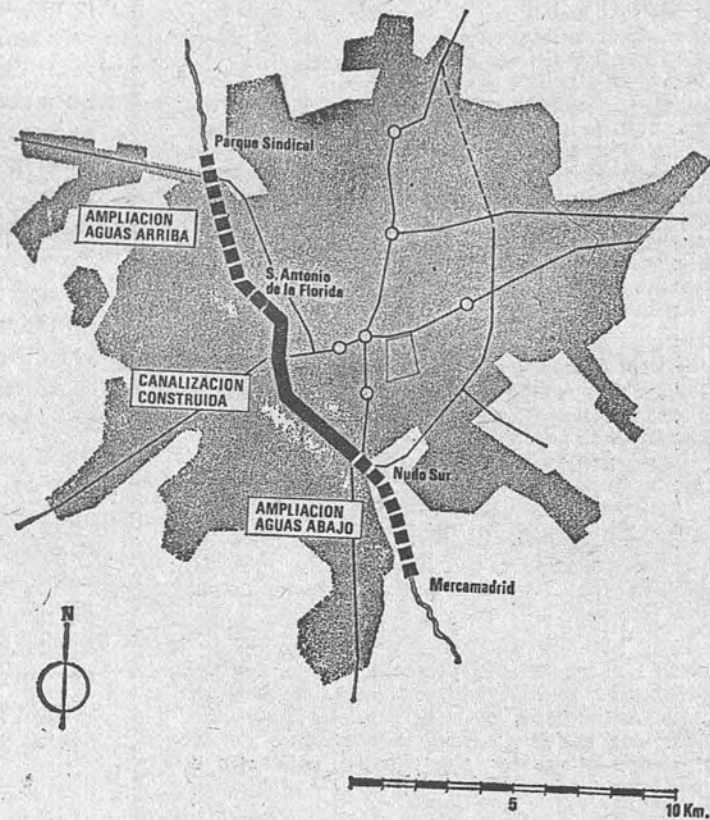 Parque Sindical
AMPLIACION
AGUAS ARRIBA
S. Antonio
de la Florida
CANALIZACION
CONSTRUIDA
Nudo Sur
AMPLIACION
AGUAS ABAJO
Mercamadrid
N
5
10 Km.